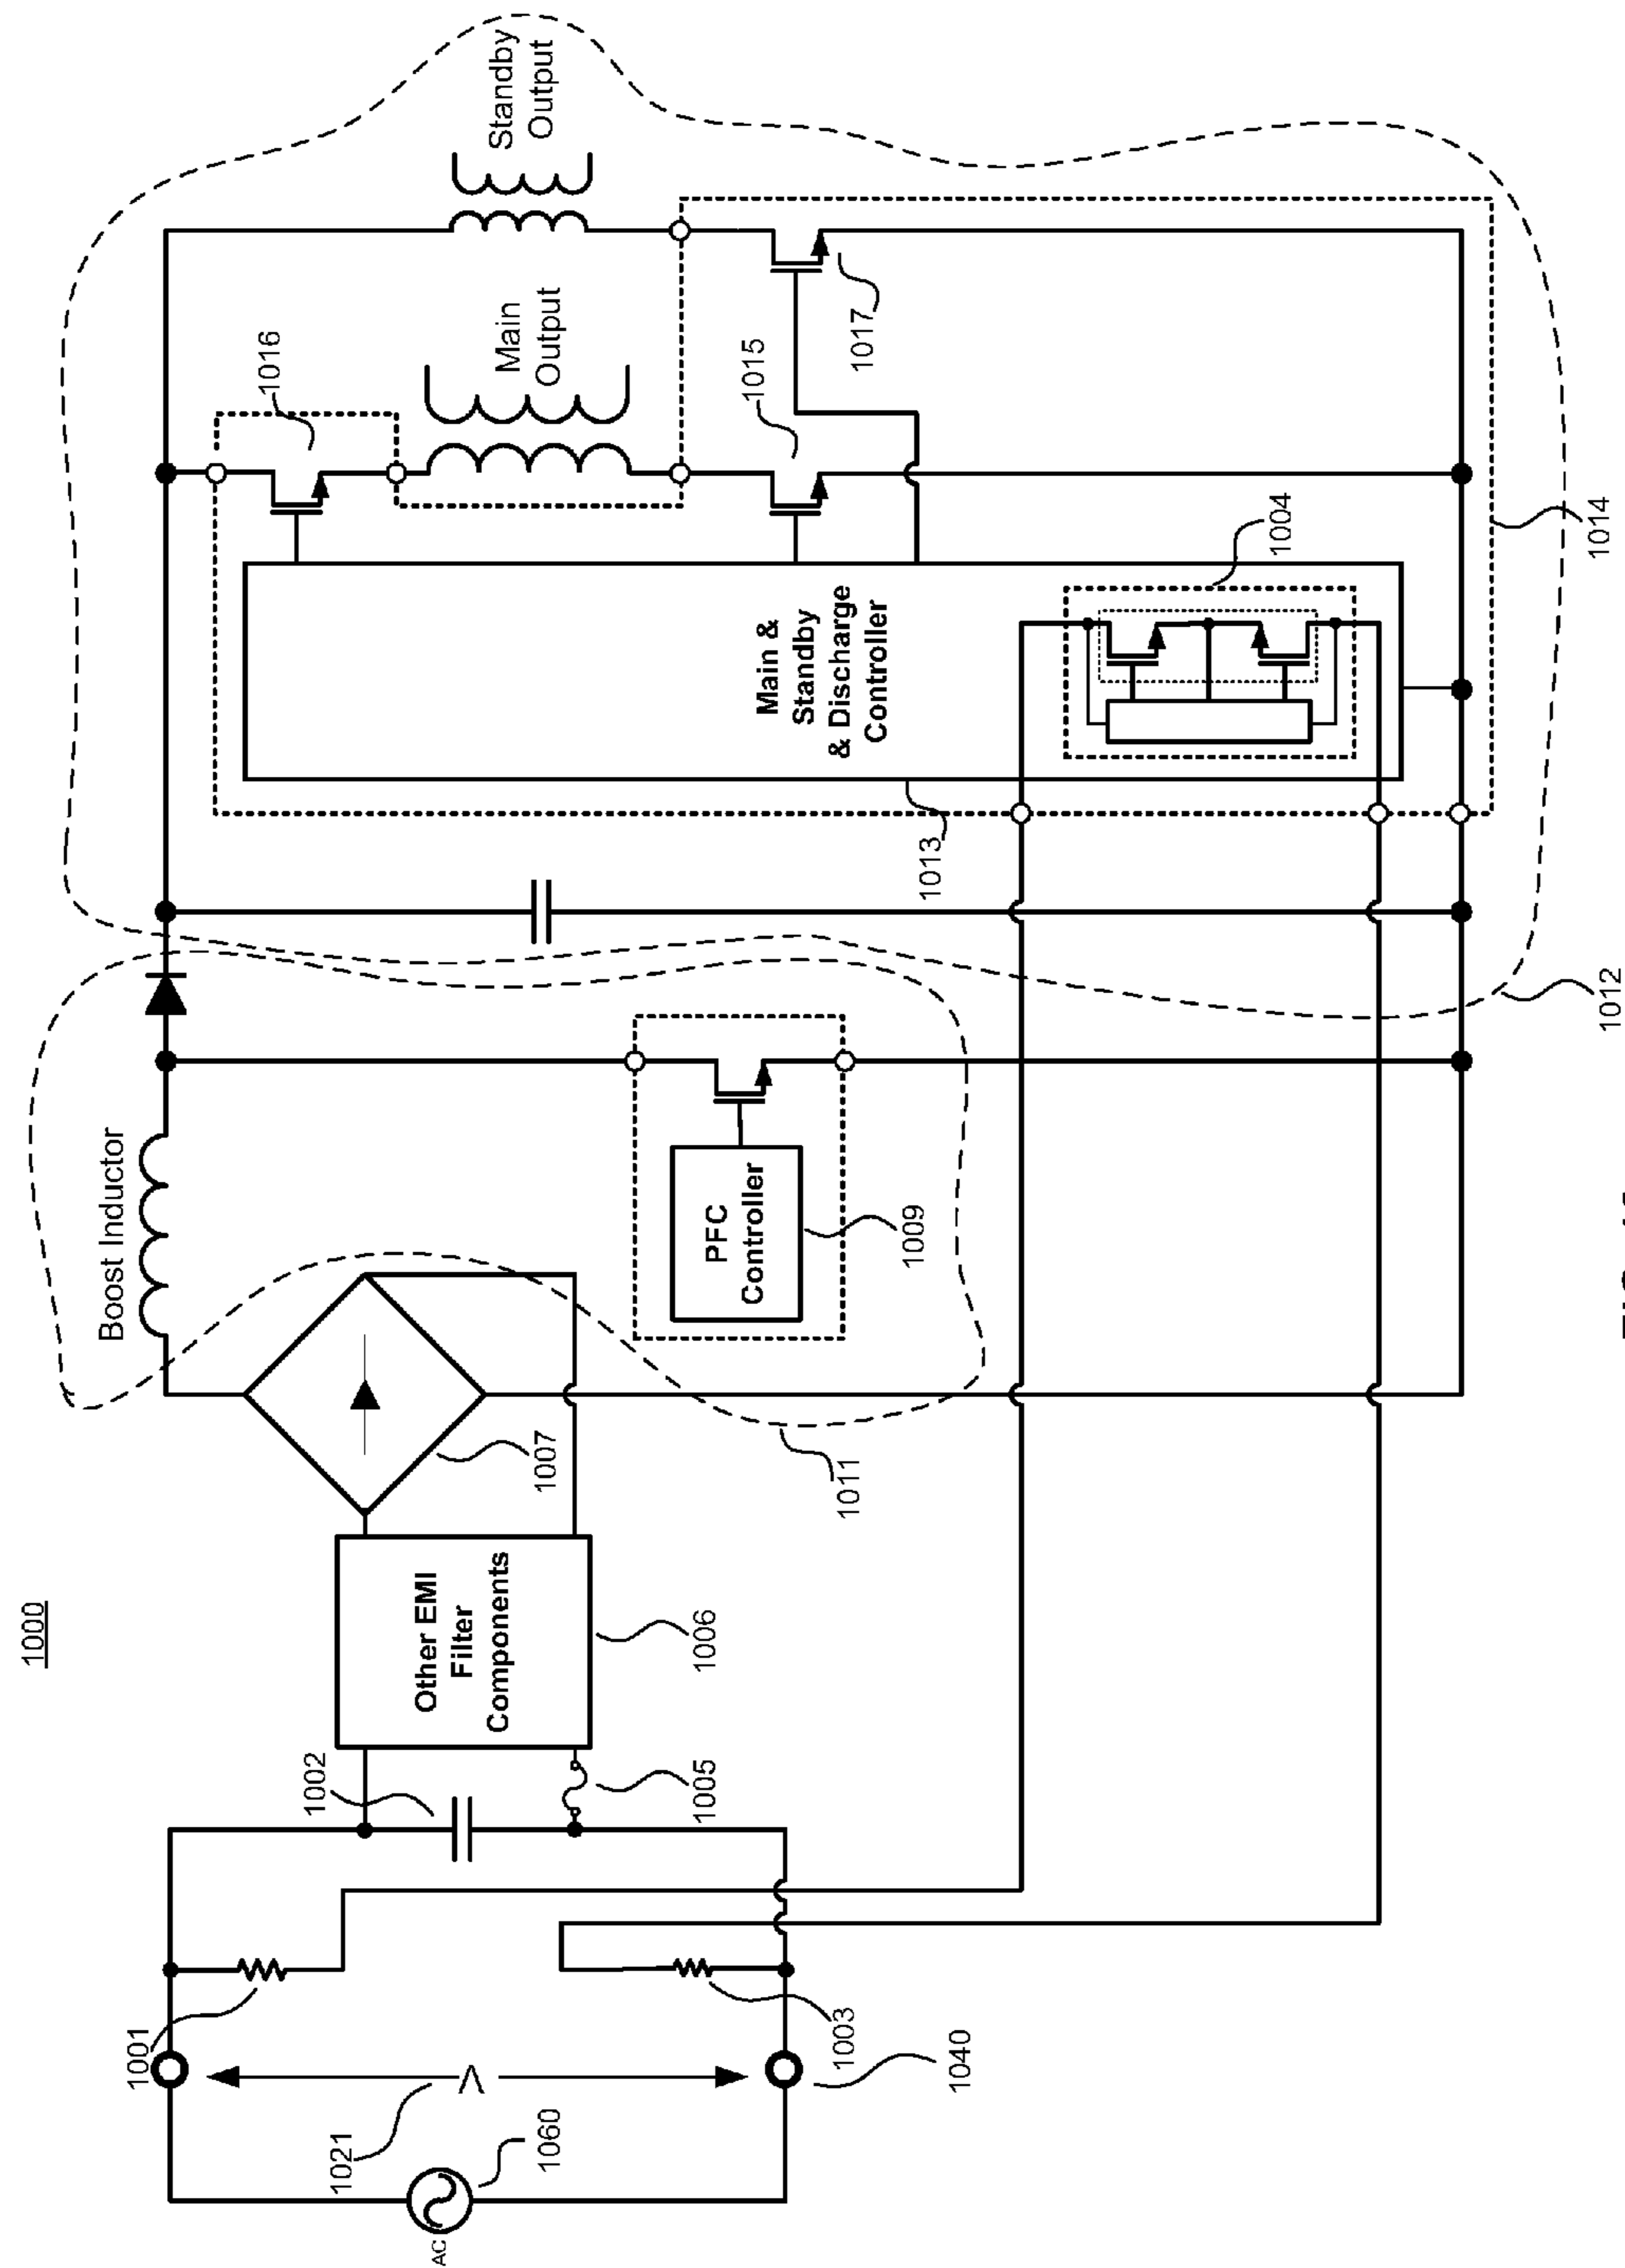 1000
AC
1060
1021
V
1040
1001
1003
1002
1005
Other EMI
Filter
Components
1006
1007
Boost Inductor
1011
PFC
Controller
1009
1012
1013
Main &
Standby
& Discharge
Controller
1004
1014
1016
Main
Output
1015
Standby
Output
1017